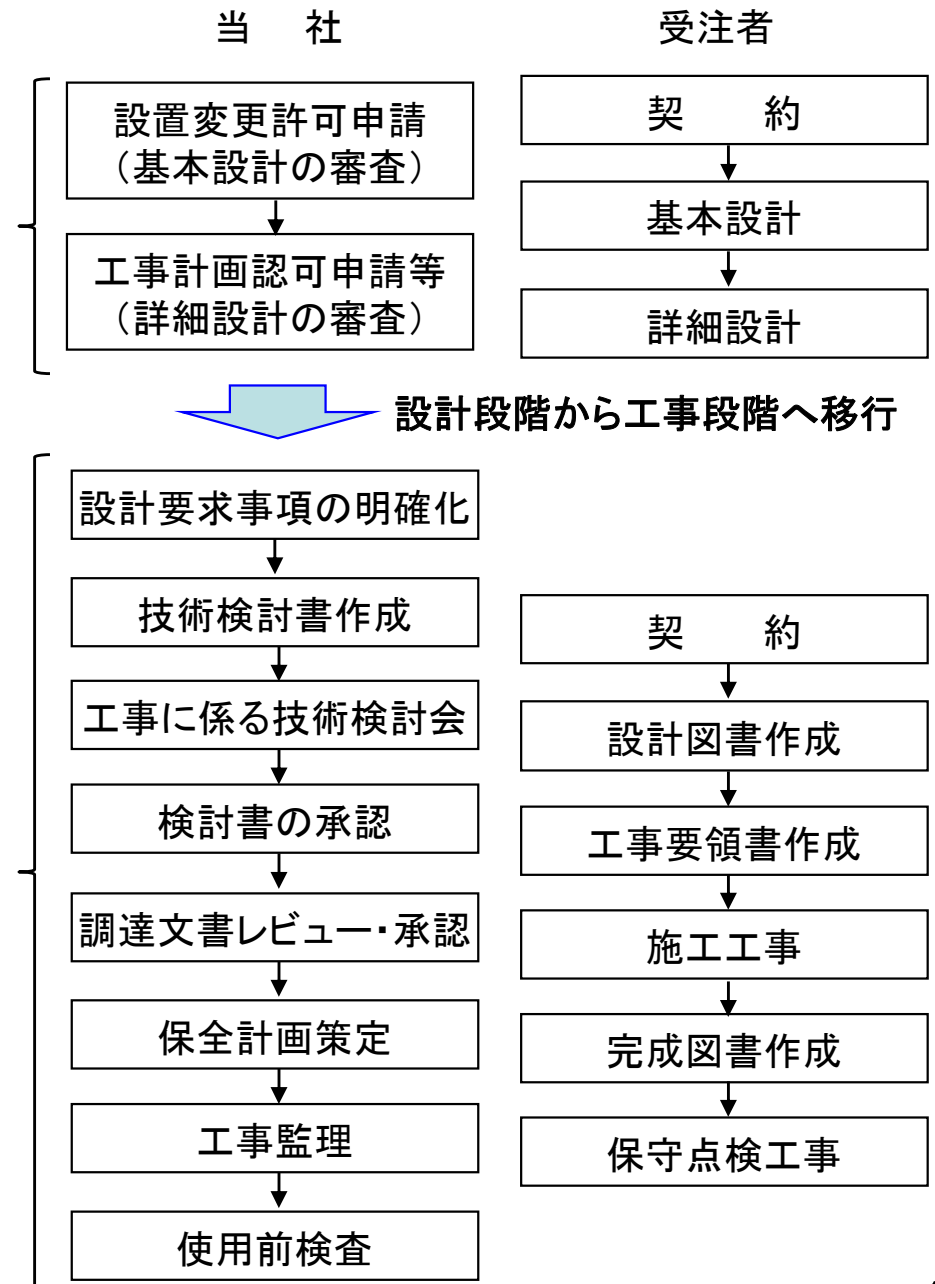 当　社
受注者
設置変更許可申請
（基本設計の審査）
工事計画認可申請等
（詳細設計の審査）
契　　約
基本設計
詳細設計
設計段階から工事段階へ移行
設計要求事項の明確化
技術検討書作成
工事に係る技術検討会
検討書の承認
調達文書レビュー・承認
保全計画策定
工事監理
使用前検査
契　　約
設計図書作成
工事要領書作成
施工工事
完成図書作成
保守点検工事